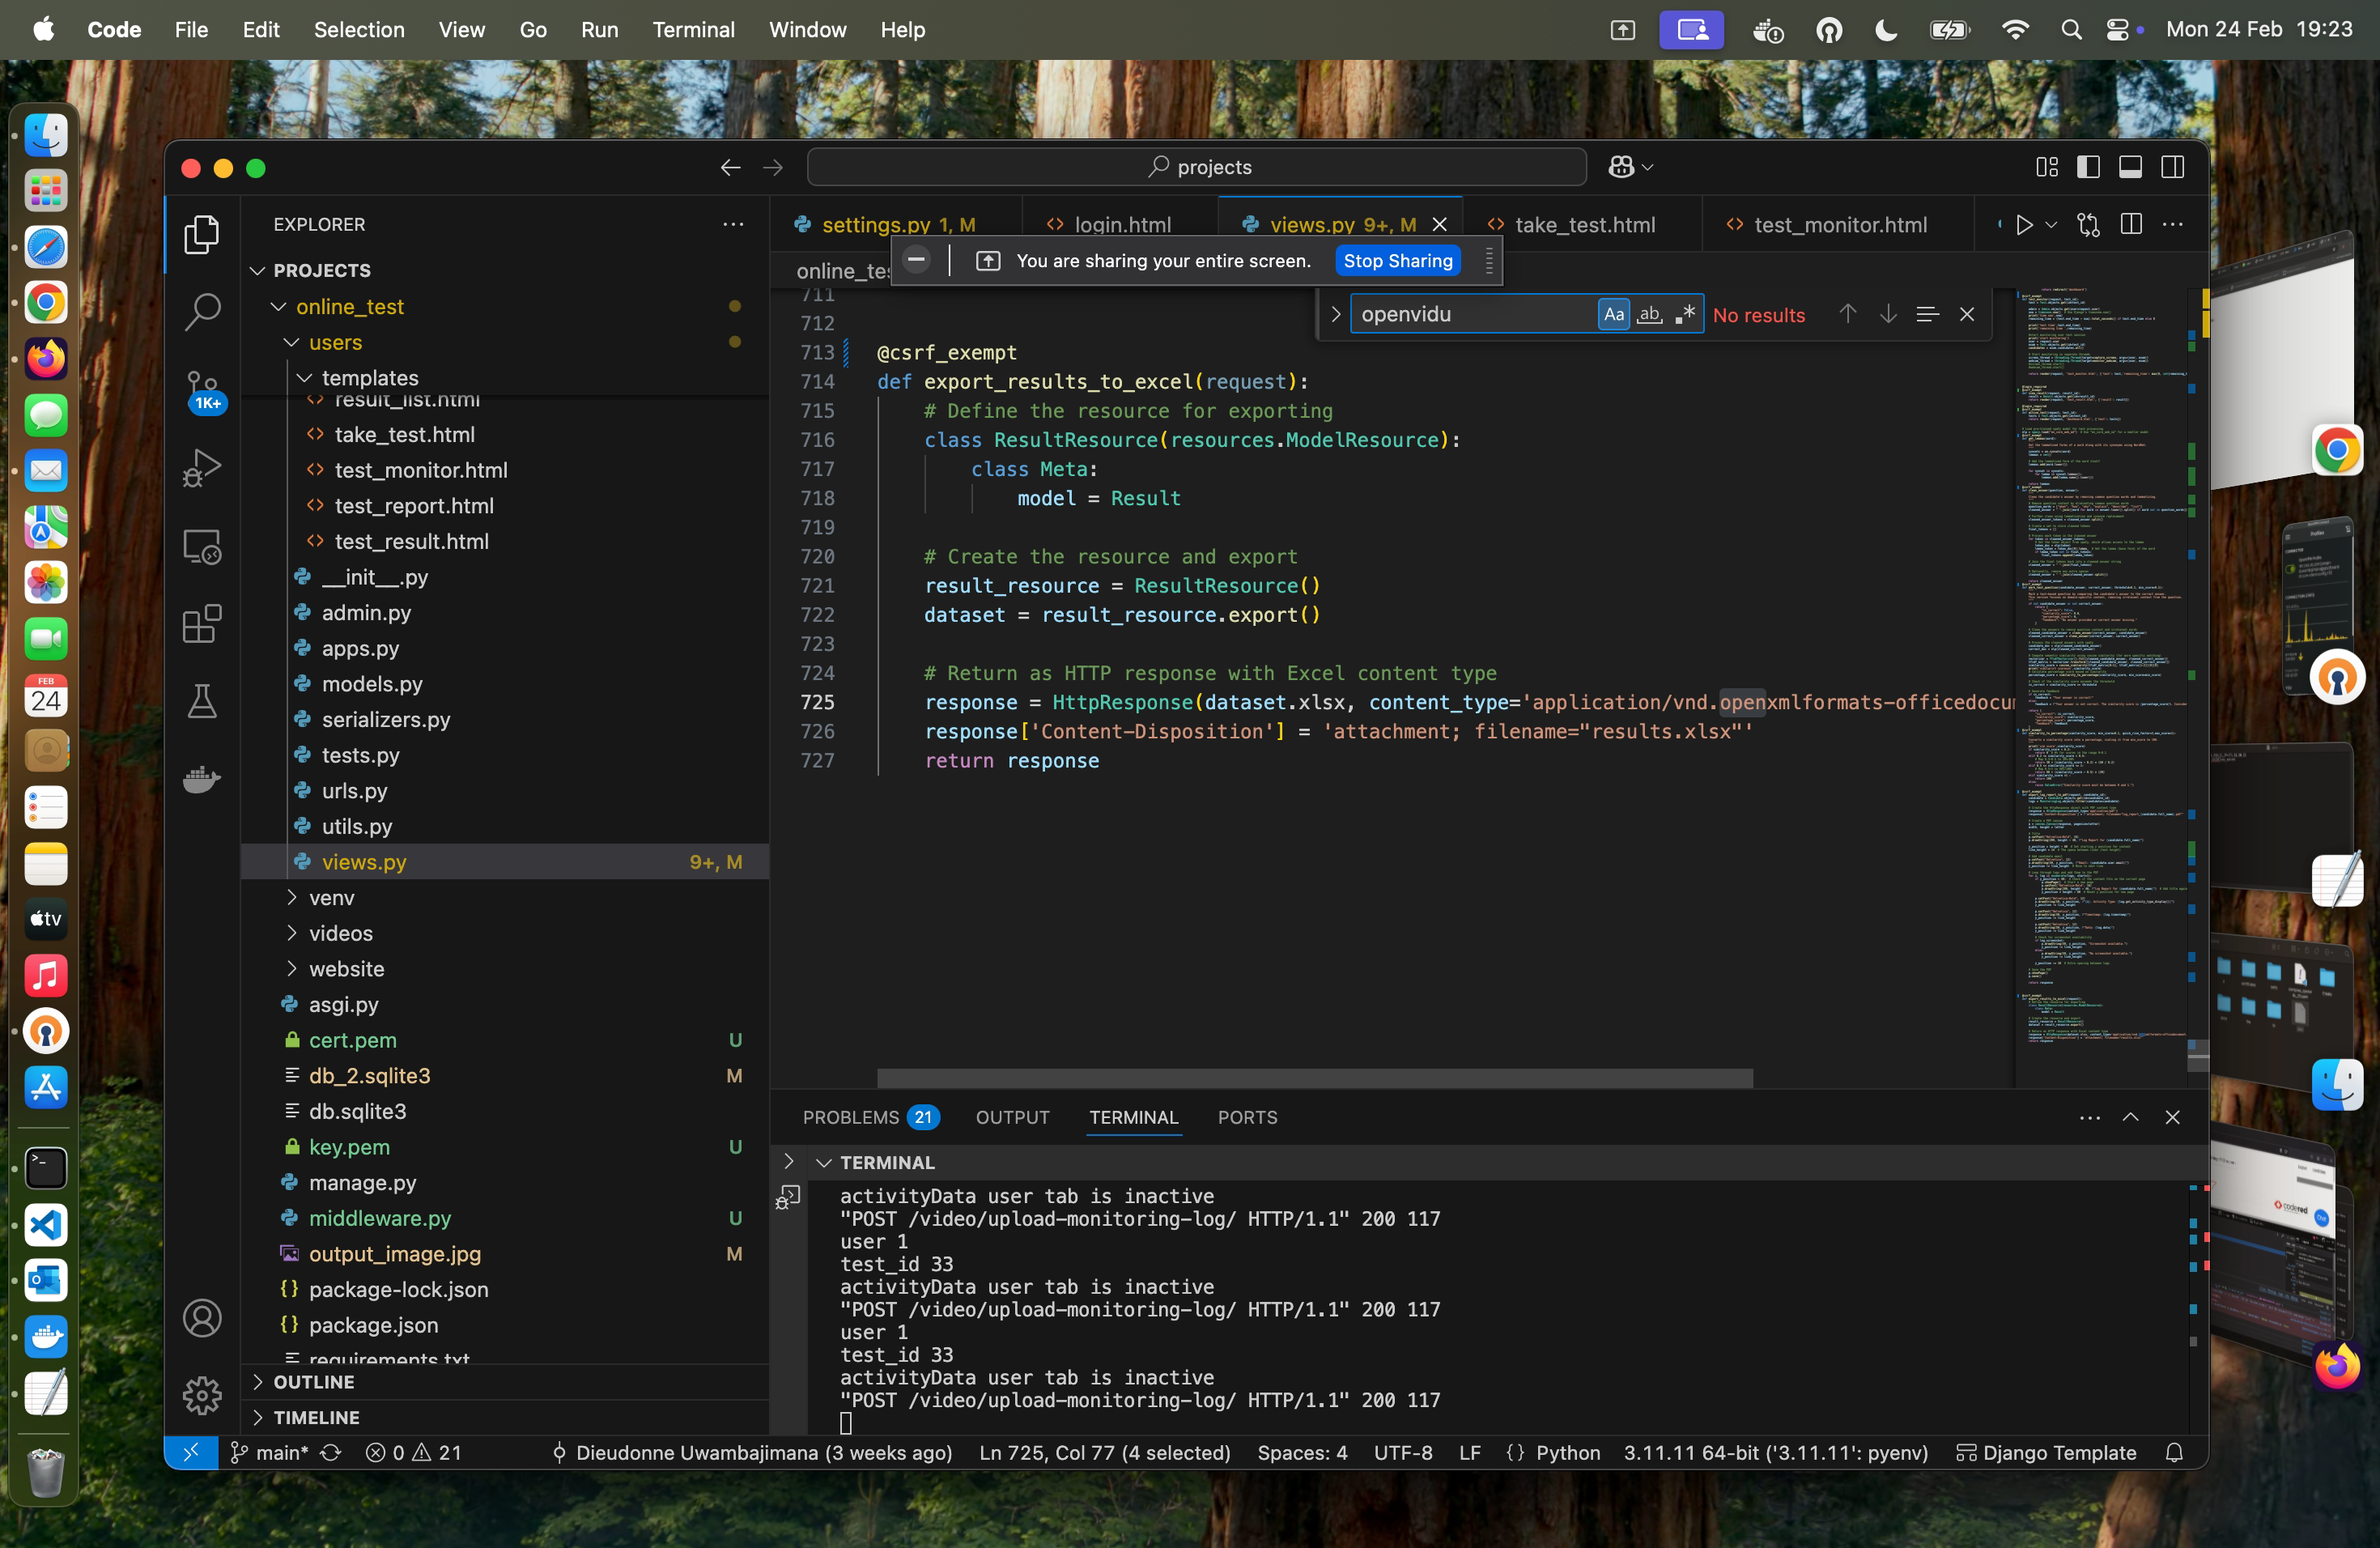 Code File Edit Selection View Go Run Terminal Window Help Mon 24 Feb 19:23
projects
EXPLORER
PROJECTS
online_test
users
templates
result_list.html
take_test.html
test_monitor.html
test_report.html
test_result.html
__init__.py
admin.py
apps.py
models.py
serializers.py
tests.py
urls.py
utils.py
views.py 9+, M
venv
videos
website
asgi.py
cert.pem U
db_2.sqlite3 M
db.sqlite3
key.pem U
manage.py
middleware.py U
output_image.jpg M
package-lock.json
package.json
requirements.txt
OUTLINE
TIMELINE
1K+
FEB
24
tv
settings.py 1, M login.html views.py 9+, M take_test.html test_monitor.html
You are sharing your entire screen. Stop Sharing
openvidu Aa ab No results
711
712
713 @csrf_exempt
714 def export_results_to_excel(request):
715 # Define the resource for exporting
716 class ResultResource(resources.ModelResource):
717 class Meta:
718 model = Result
719
720 # Create the resource and export
721 result_resource = ResultResource()
722 dataset = result_resource.export()
723
724 # Return as HTTP response with Excel content type
725 response = HttpResponse(dataset.xlsx, content_type='application/vnd.openxmlformats-officedocum
726 response['Content-Disposition'] = 'attachment; filename="results.xlsx"'
727 return response
PROBLEMS 21 OUTPUT TERMINAL PORTS
TERMINAL
activityData user tab is inactive
"POST /video/upload-monitoring-log/ HTTP/1.1" 200 117
user 1
test_id 33
activityData user tab is inactive
"POST /video/upload-monitoring-log/ HTTP/1.1" 200 117
user 1
test_id 33
activityData user tab is inactive
"POST /video/upload-monitoring-log/ HTTP/1.1" 200 117
main* 0 21 Dieudonne Uwambajimana (3 weeks ago) Ln 725, Col 77 (4 selected) Spaces: 4 UTF-8 LF {} Python 3.11.11 64-bit ('3.11.11': pyenv) Django Template